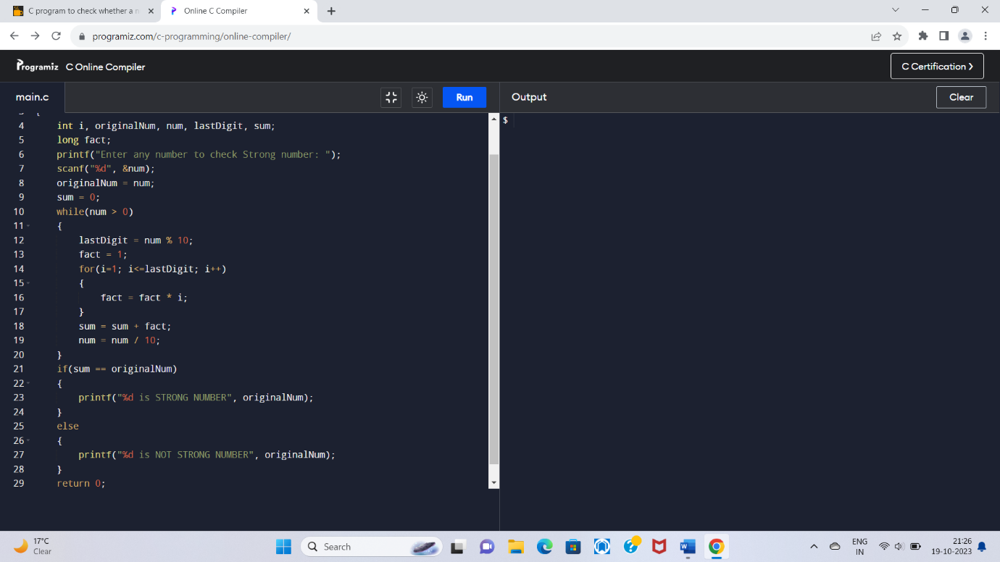 C program to check whether a n
Online C Compiler
programiz.com/c-programming/online-compiler/
Programiz C Online Compiler
C Certification >
main.c
Run
Output
Clear
3 {
4 int i, originalNum, num, lastDigit, sum;
5 long fact;
6 printf("Enter any number to check Strong number: ");
7 scanf("%d", &num);
8 originalNum = num;
9 sum = 0;
10 while(num > 0)
11 {
12 lastDigit = num % 10;
13 fact = 1;
14 for(i=1; i<=lastDigit; i++)
15 {
16 fact = fact * i;
17 }
18 sum = sum + fact;
19 num = num / 10;
20 }
21 if(sum == originalNum)
22 {
23 printf("%d is STRONG NUMBER", originalNum);
24 }
25 else
26 {
27 printf("%d is NOT STRONG NUMBER", originalNum);
28 }
29 return 0;
$
17°C
Clear
Search
ENG
IN
21:26
19-10-2023